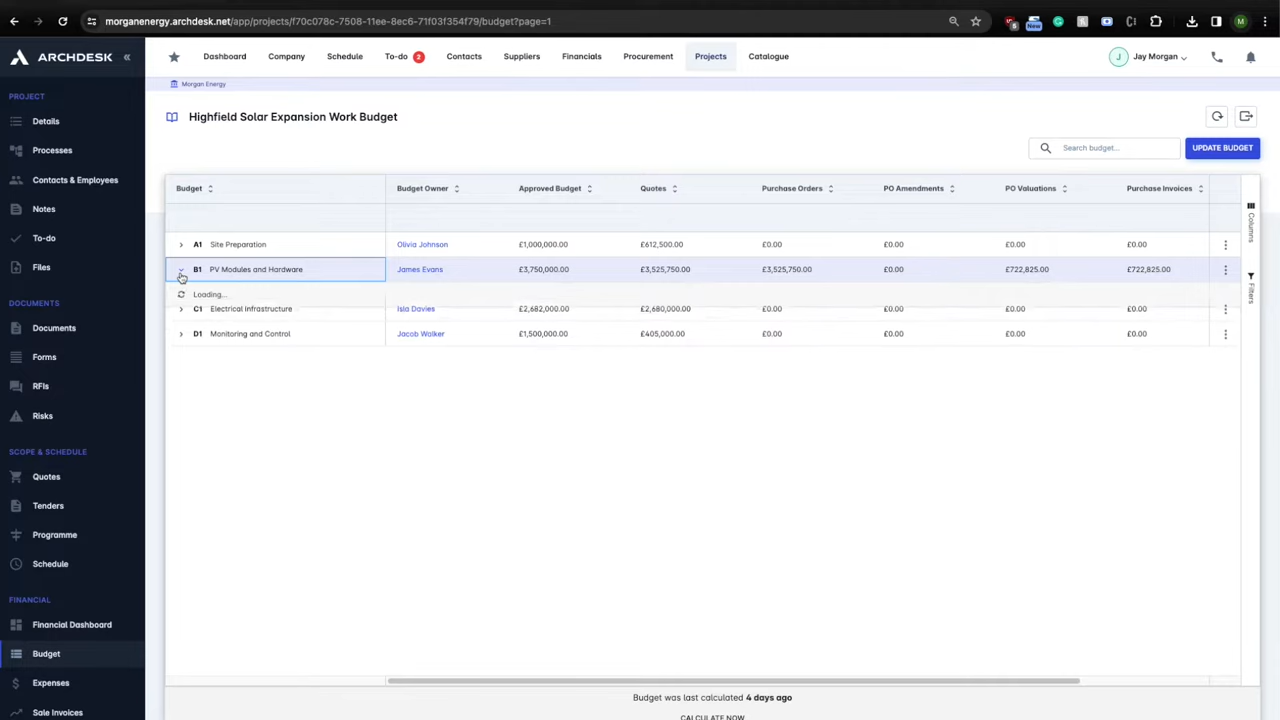 morganenergy.archdesk.net/app/projects/f70c078c-7508-11ee-8ec6-71f03f354f79/budget?page=1
New
M
ARCHDESK «
Dashboard Company Schedule To-do 2 Contacts Suppliers Financials Procurement Projects Catalogue
J Jay Morgan
Morgan Energy
PROJECT
Details
Processes
Contacts & Employees
Notes
To-do
Files
DOCUMENTS
Documents
Forms
RFIs
Risks
SCOPE & SCHEDULE
Quotes
Tenders
Programme
Schedule
FINANCIAL
Financial Dashboard
Budget
Expenses
Sale Invoices
Highfield Solar Expansion Work Budget
Search budget... UPDATE BUDGET
Budget Budget Owner Approved Budget Quotes Purchase Orders PO Amendments PO Valuations Purchase Invoices
A1 Site Preparation Olivia Johnson £1,000,000.00 £612,500.00 £0.00 £0.00 £0.00 £0.00
B1 PV Modules and Hardware James Evans £3,750,000.00 £3,525,750.00 £3,525,750.00 £0.00 £722,825.00 £722,825.00
Loading...
C1 Electrical Infrastructure Isla Davies £2,682,000.00 £2,680,000.00 £0.00 £0.00 £0.00 £0.00
D1 Monitoring and Control Jacob Walker £1,500,000.00 £405,000.00 £0.00 £0.00 £0.00 £0.00
Columns
Filters
Budget was last calculated 4 days ago
CALCULATE NOW